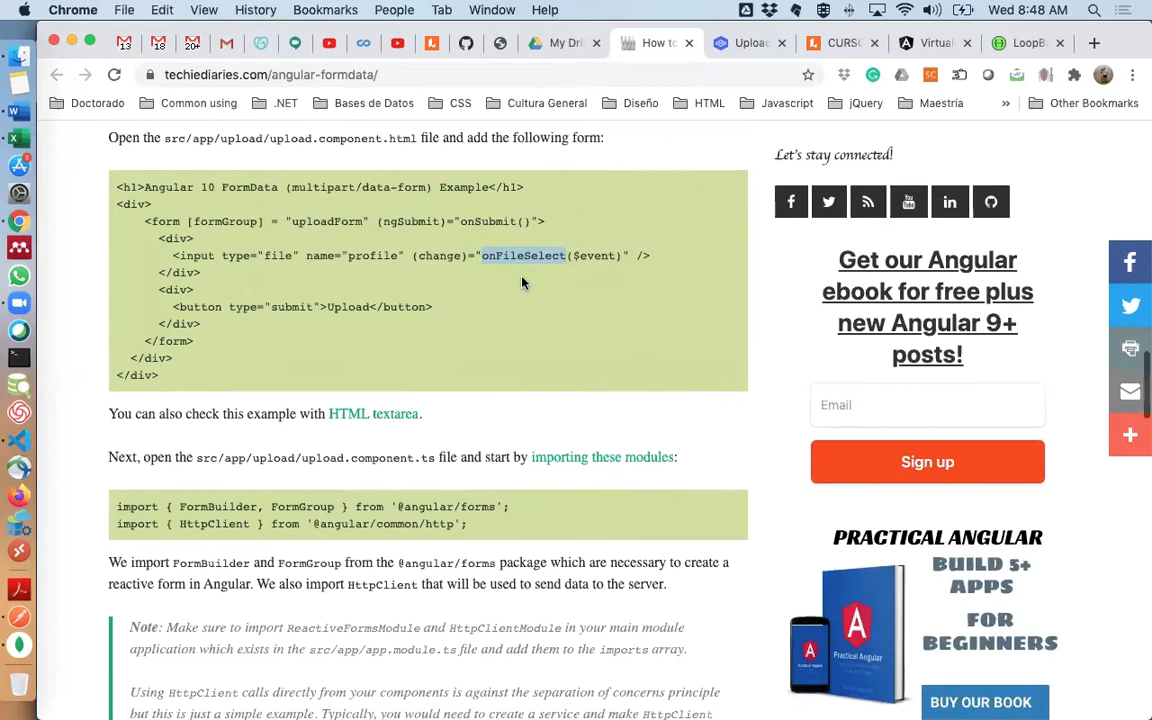 Chrome File Edit View History Bookmarks People Tab Window Help Wed 8:48 AM
13 18 20+ My Dri How to Upload CURSO Virtual LoopBa
techiediaries.com/angular-formdata/
Doctorado Common using .NET Bases de Datos CSS Cultura General Diseño HTML Javascript jQuery Maestría » Other Bookmarks
Open the src/app/upload/upload.component.html file and add the following form:
<h1>Angular 10 FormData (multipart/data-form) Example</h1>
<div>
<form [formGroup] = "uploadForm" (ngSubmit)="onSubmit()">
<div>
<input type="file" name="profile" (change)="onFileSelect($event)" />
</div>
<div>
<button type="submit">Upload</button>
</div>
</form>
</div>
</div>
You can also check this example with HTML textarea.
Next, open the src/app/upload/upload.component.ts file and start by importing these modules:
import { FormBuilder, FormGroup } from '@angular/forms';
import { HttpClient } from '@angular/common/http';
We import FormBuilder and FormGroup from the @angular/forms package which are necessary to create a
reactive form in Angular. We also import HttpClient that will be used to send data to the server.
Note: Make sure to import ReactiveFormsModule and HttpClientModule in your main module
application which exists in the src/app/app.module.ts file and add them to the imports array.
Using HttpClient calls directly from your components is against the separation of concerns principle
but this is just a simple example. Typically, you would need to create a service and make HttpClient
Let's stay connected!
Get our Angular
ebook for free plus
new Angular 9+
posts!
Email
Sign up
PRACTICAL ANGULAR
BUILD 5+
APPS
FOR
BEGINNERS
Practical Angular
BUY OUR BOOK